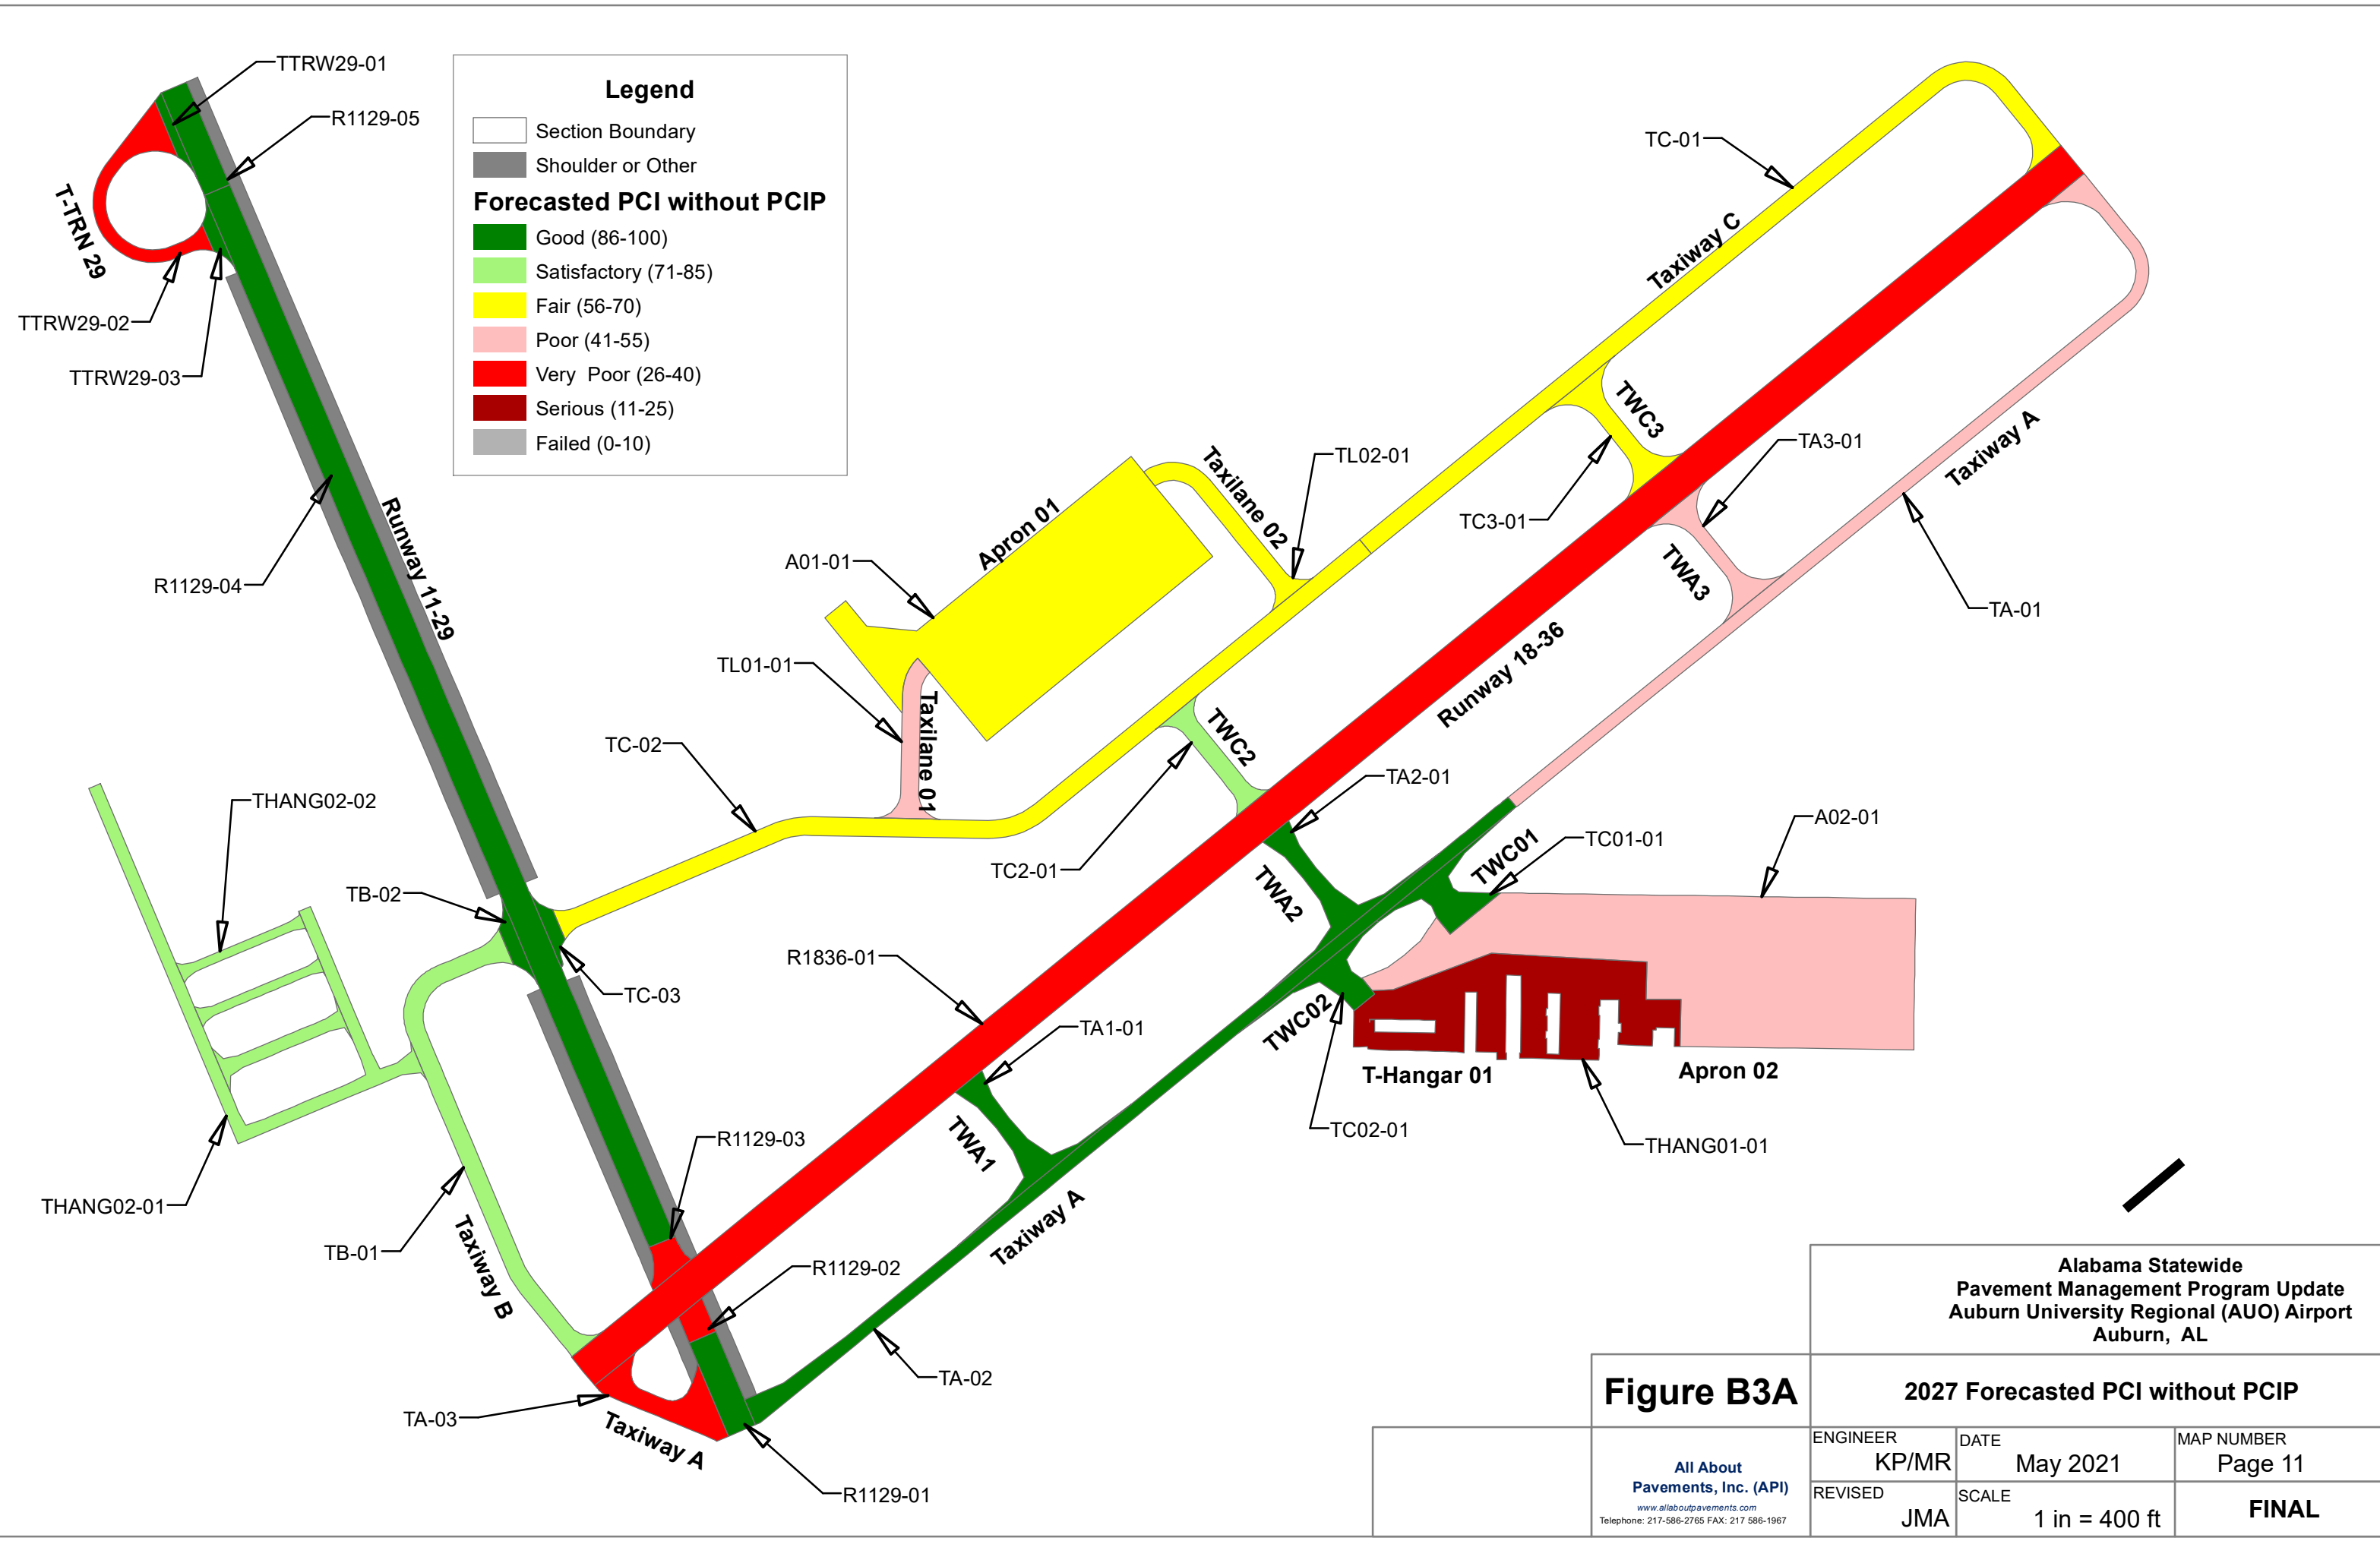 TTRW29-01
R1129-05
T-TRN 29
TTRW29-02
TTRW29-03
R1129-04
Runway 11-29
Legend
Section Boundary
Shoulder or Other
Forecasted PCI without PCIP
Good (86-100)
Satisfactory (71-85)
Fair (56-70)
Poor (41-55)
Very  Poor (26-40)
Serious (11-25)
Failed (0-10)
TC-01
Taxiway C
TWC3
TC3-01
TA3-01
Taxiway A
TWA3
TA-01
Taxilane 02
TL02-01
Apron 01
A01-01
TL01-01
Taxilane 01
TC-02
Runway 18-36
TWC2
TC2-01
TA2-01
TWA2
TWC01
TC01-01
A02-01
THANG02-02
TB-02
TC-03
R1836-01
TA1-01
TWA1
TWC02
TC02-01
T-Hangar 01
Apron 02
THANG01-01
THANG02-01
TB-01
Taxiway B
R1129-03
R1129-02
Taxiway A
TA-02
TA-03
Taxiway A
R1129-01
Alabama Statewide
Pavement Management Program Update
Auburn University Regional (AUO) Airport
Auburn,  AL
Figure B3A
2027 Forecasted PCI without PCIP
All About
Pavements, Inc. (API)
www.allaboutpavements.com
Telephone: 217-586-2765 FAX: 217 586-1967
ENGINEER
KP/MR
DATE
May 2021
MAP NUMBER
Page 11
REVISED
JMA
SCALE
1 in = 400 ft
FINAL